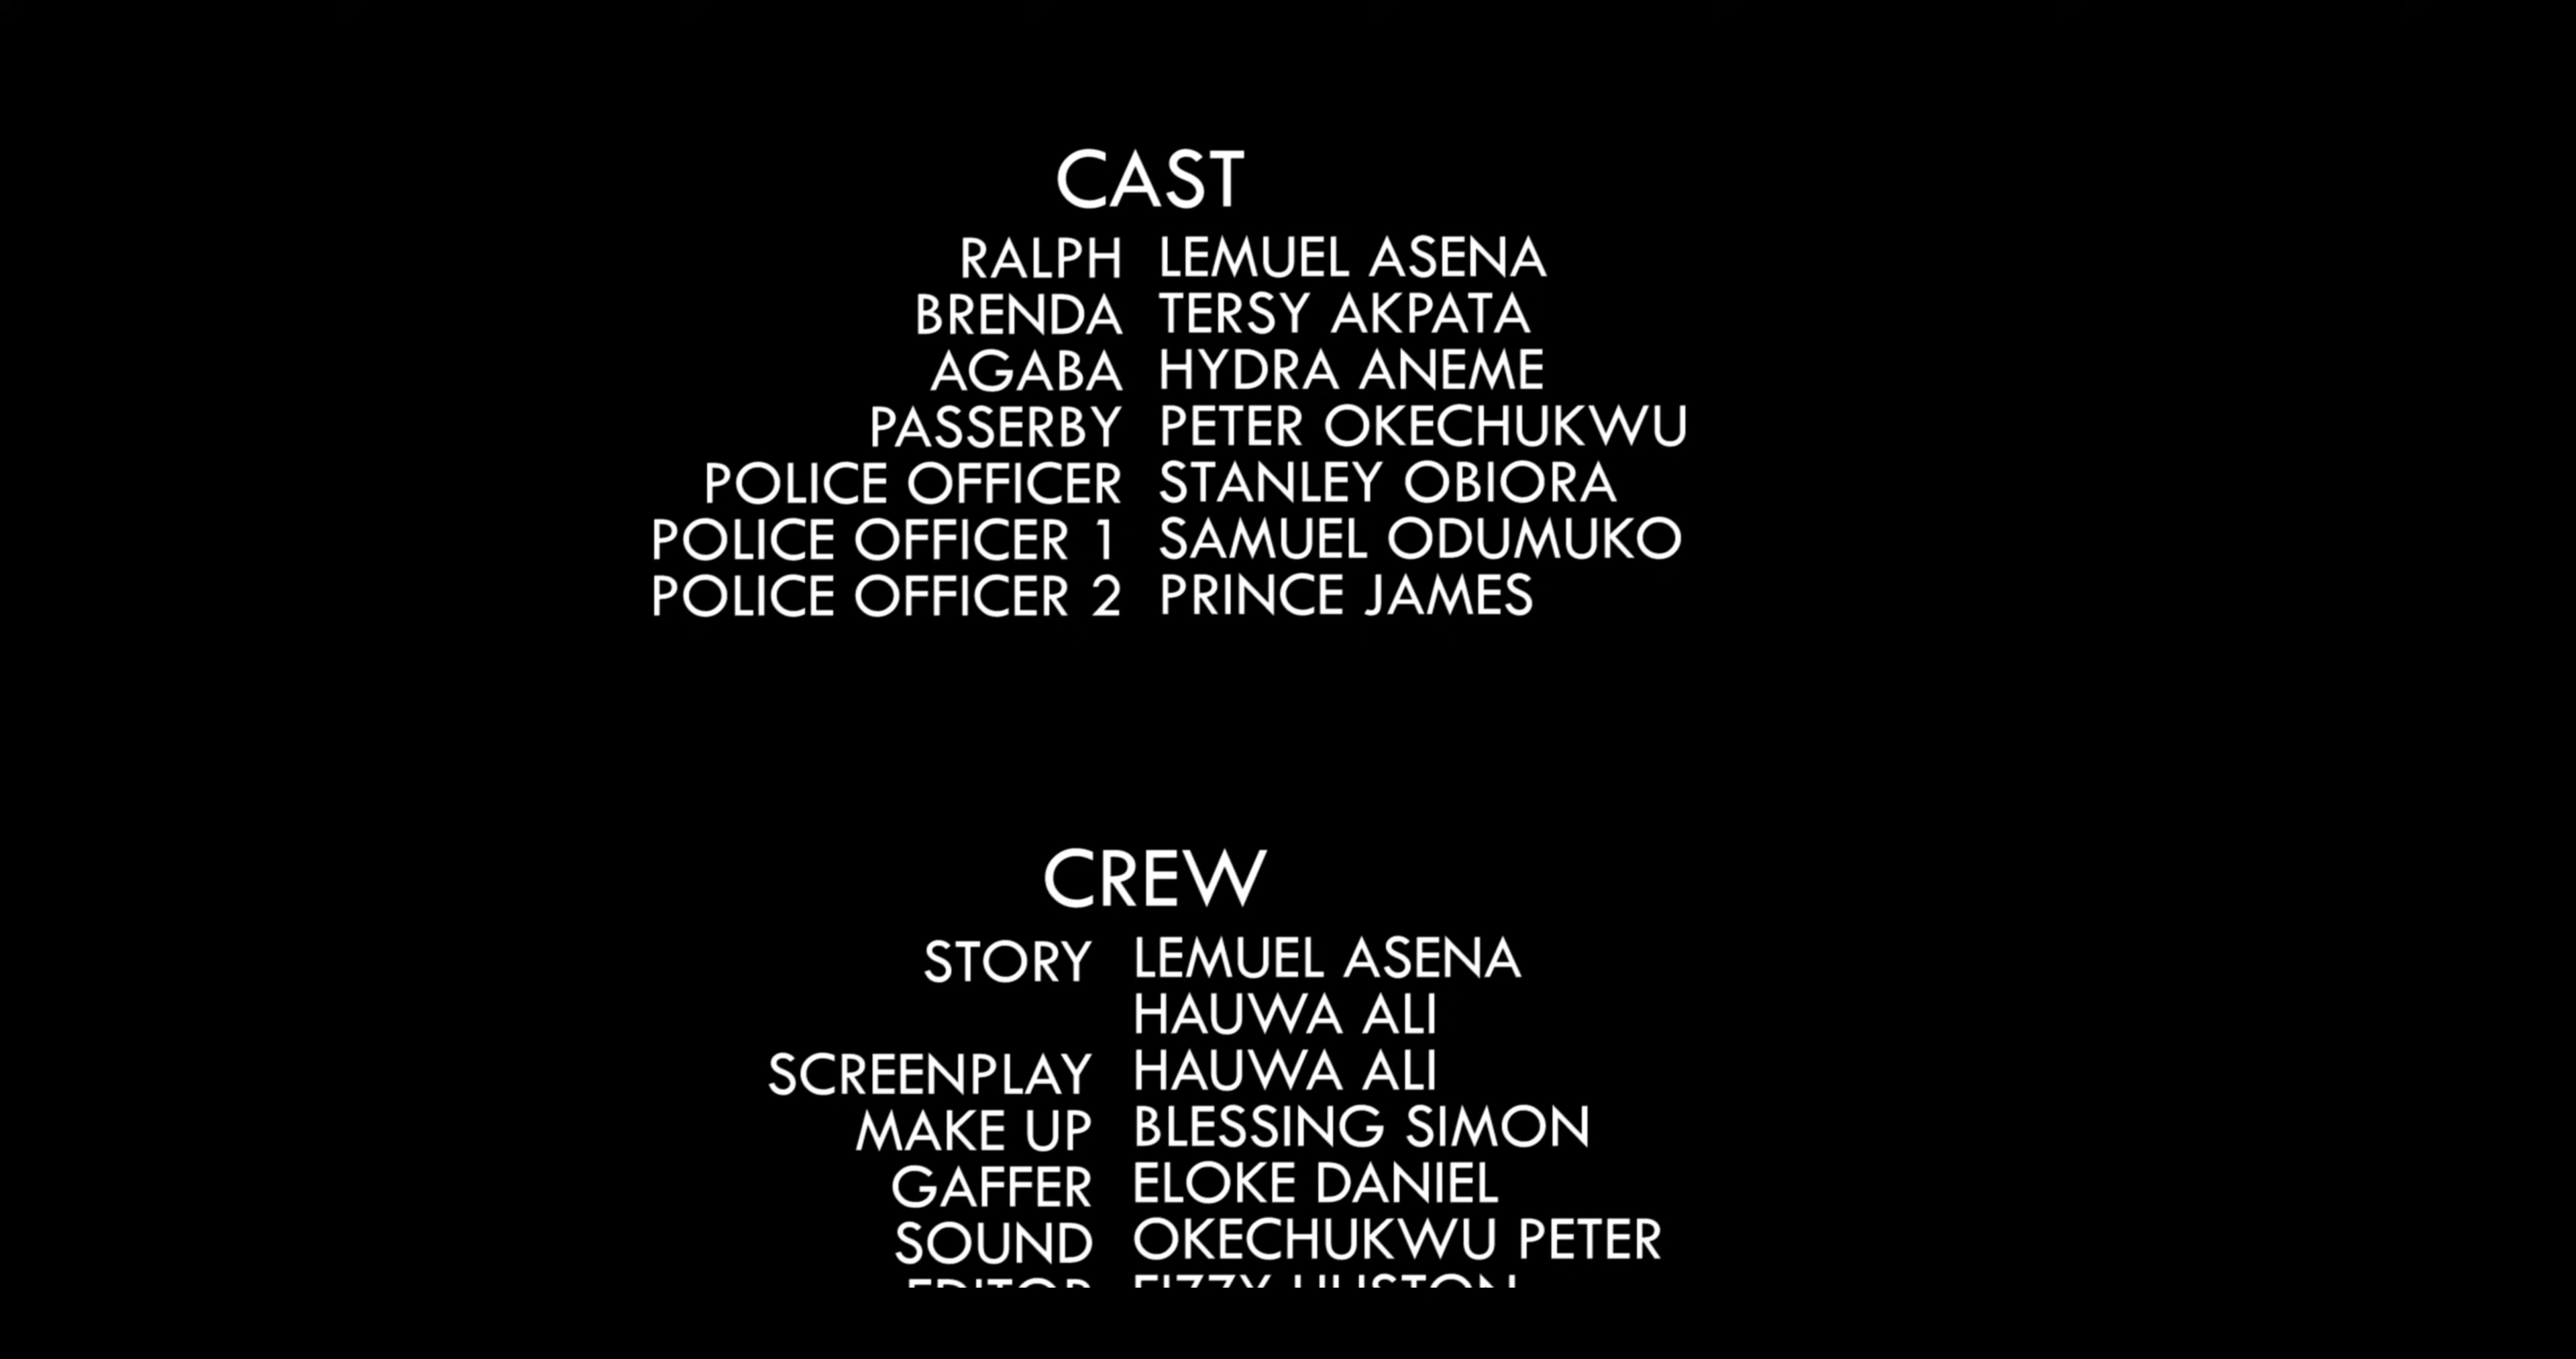 CAST
RALPH LEMUEL ASENA
BRENDA TERSY AKPATA
AGABA HYDRA ANEME
PASSERBY PETER OKECHUKWU
POLICE OFFICER STANLEY OBIORA
POLICE OFFICER 1 SAMUEL ODUMUKO
POLICE OFFICER 2 PRINCE JAMES
CREW
STORY LEMUEL ASENA
HAUWA ALI
SCREENPLAY HAUWA ALI
MAKE UP BLESSING SIMON
GAFFER ELOKE DANIEL
SOUND OKECHUKWU PETER
EDITOR